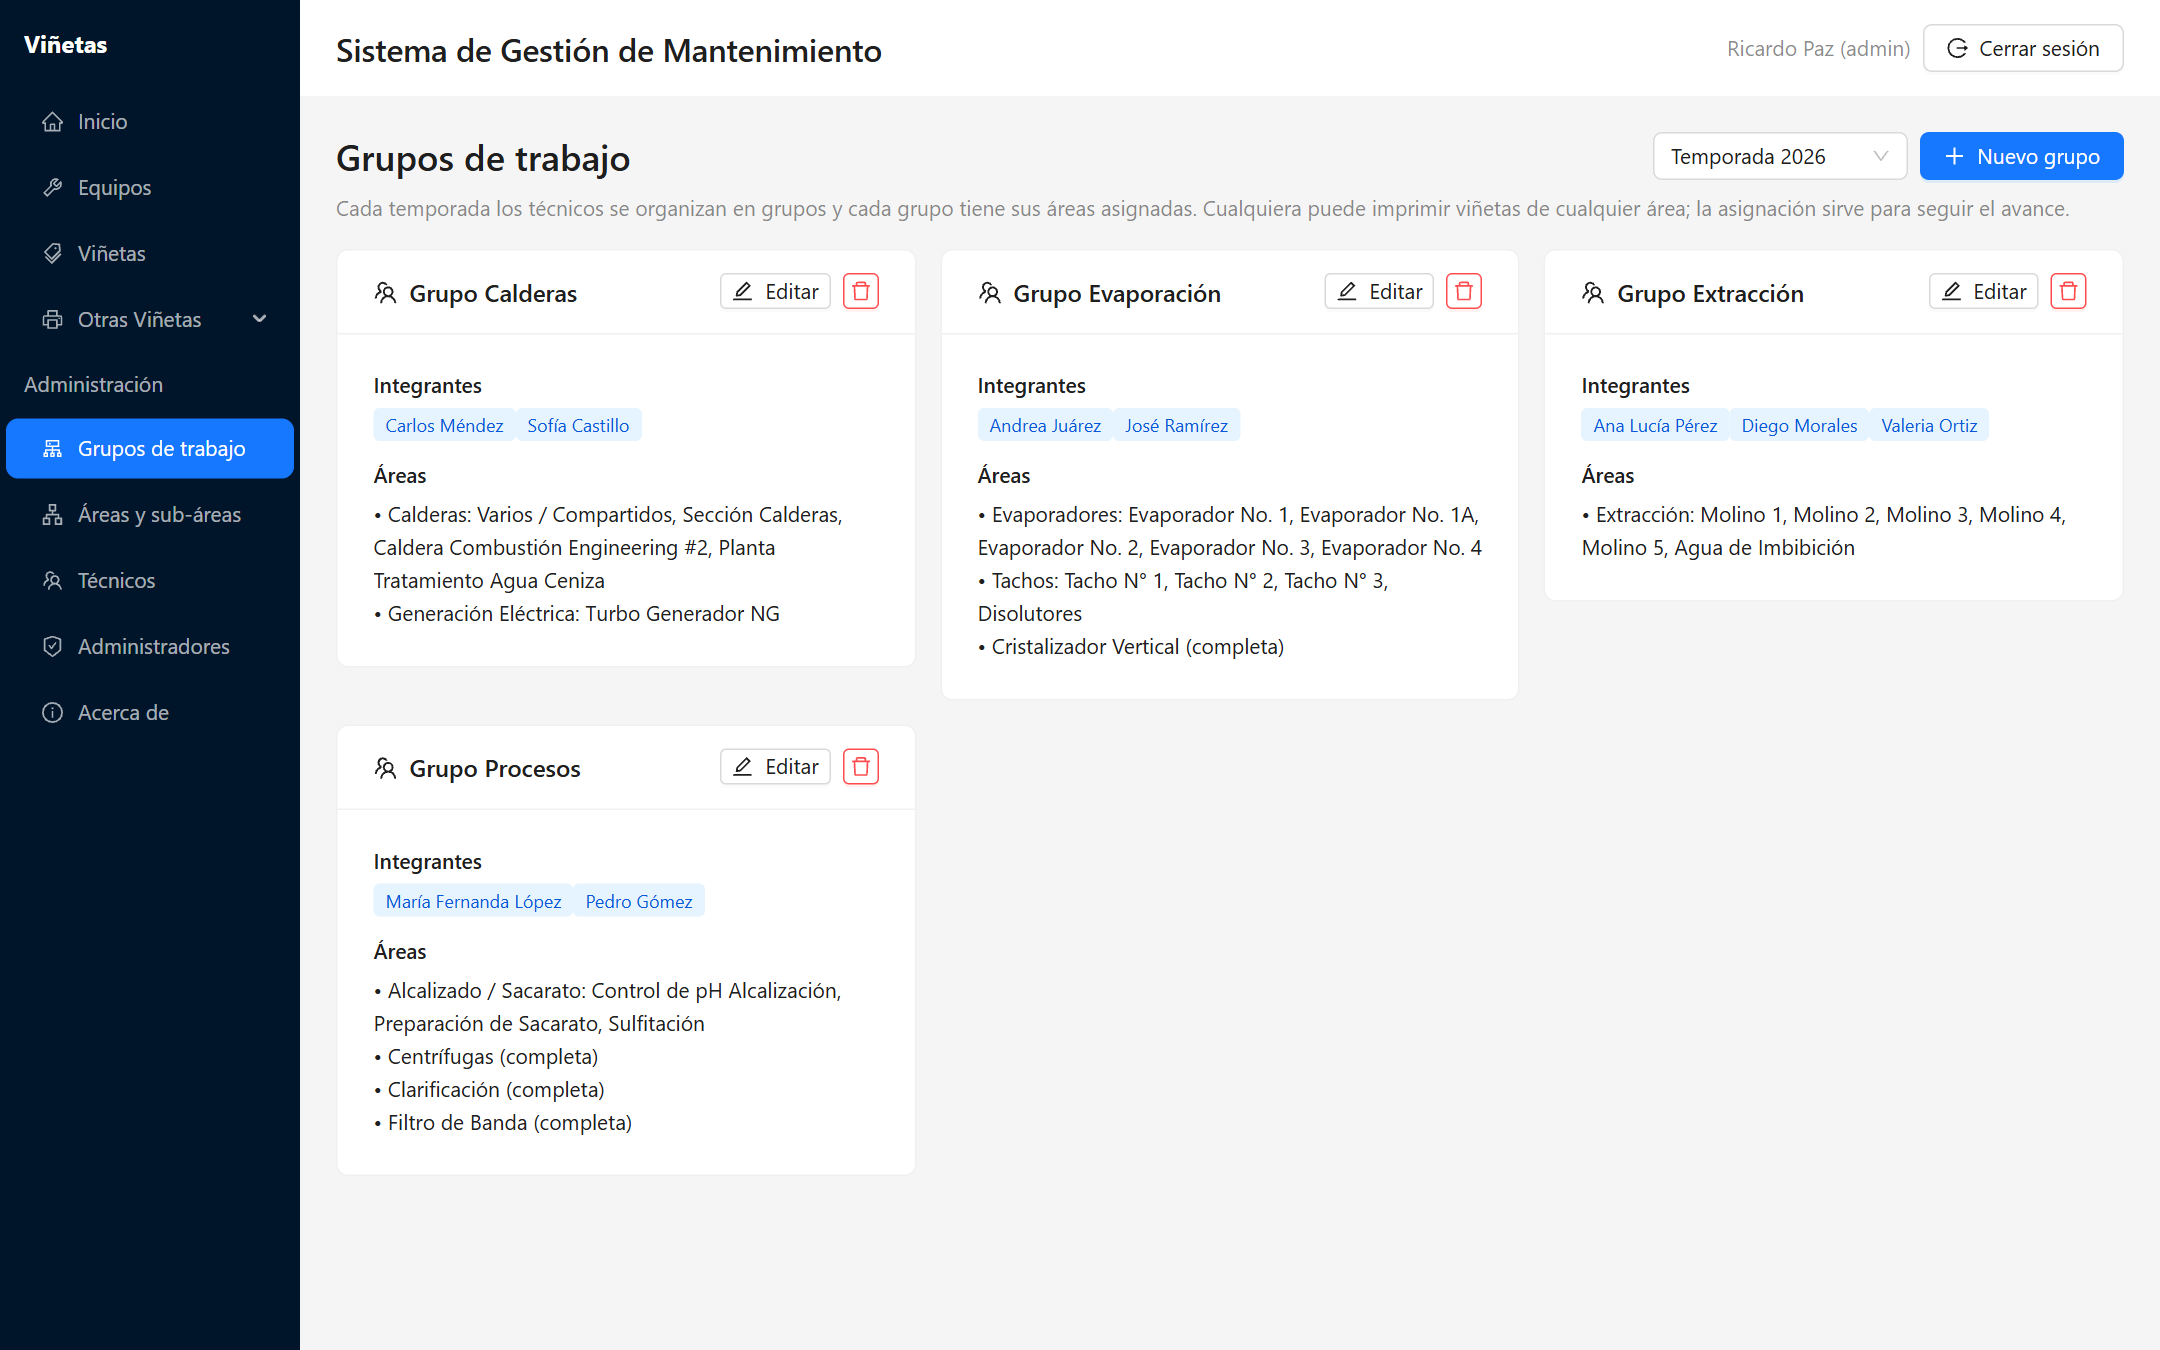 Viñetas
Inicio
Equipos
Viñetas
Otras Viñetas
Administración
Grupos de trabajo
Áreas y sub-áreas
Técnicos
Administradores
Acerca de
Sistema de Gestión de Mantenimiento
Ricardo Paz (admin)
Cerrar sesión
Grupos de trabajo
Temporada 2026
Nuevo grupo
Cada temporada los técnicos se organizan en grupos y cada grupo tiene sus áreas asignadas. Cualquiera puede imprimir viñetas de cualquier área; la asignación sirve para seguir el avance.
Grupo Calderas
Editar
Integrantes
Carlos Méndez Sofía Castillo
Áreas
• Calderas: Varios / Compartidos, Sección Calderas,
Caldera Combustión Engineering #2, Planta
Tratamiento Agua Ceniza
• Generación Eléctrica: Turbo Generador NG
Grupo Evaporación
Editar
Integrantes
Andrea Juárez José Ramírez
Áreas
• Evaporadores: Evaporador No. 1, Evaporador No. 1A,
Evaporador No. 2, Evaporador No. 3, Evaporador No. 4
• Tachos: Tacho N° 1, Tacho N° 2, Tacho N° 3,
Disolutores
• Cristalizador Vertical (completa)
Grupo Extracción
Editar
Integrantes
Ana Lucía Pérez Diego Morales Valeria Ortiz
Áreas
• Extracción: Molino 1, Molino 2, Molino 3, Molino 4,
Molino 5, Agua de Imbibición
Grupo Procesos
Editar
Integrantes
María Fernanda López Pedro Gómez
Áreas
• Alcalizado / Sacarato: Control de pH Alcalización,
Preparación de Sacarato, Sulfitación
• Centrífugas (completa)
• Clarificación (completa)
• Filtro de Banda (completa)